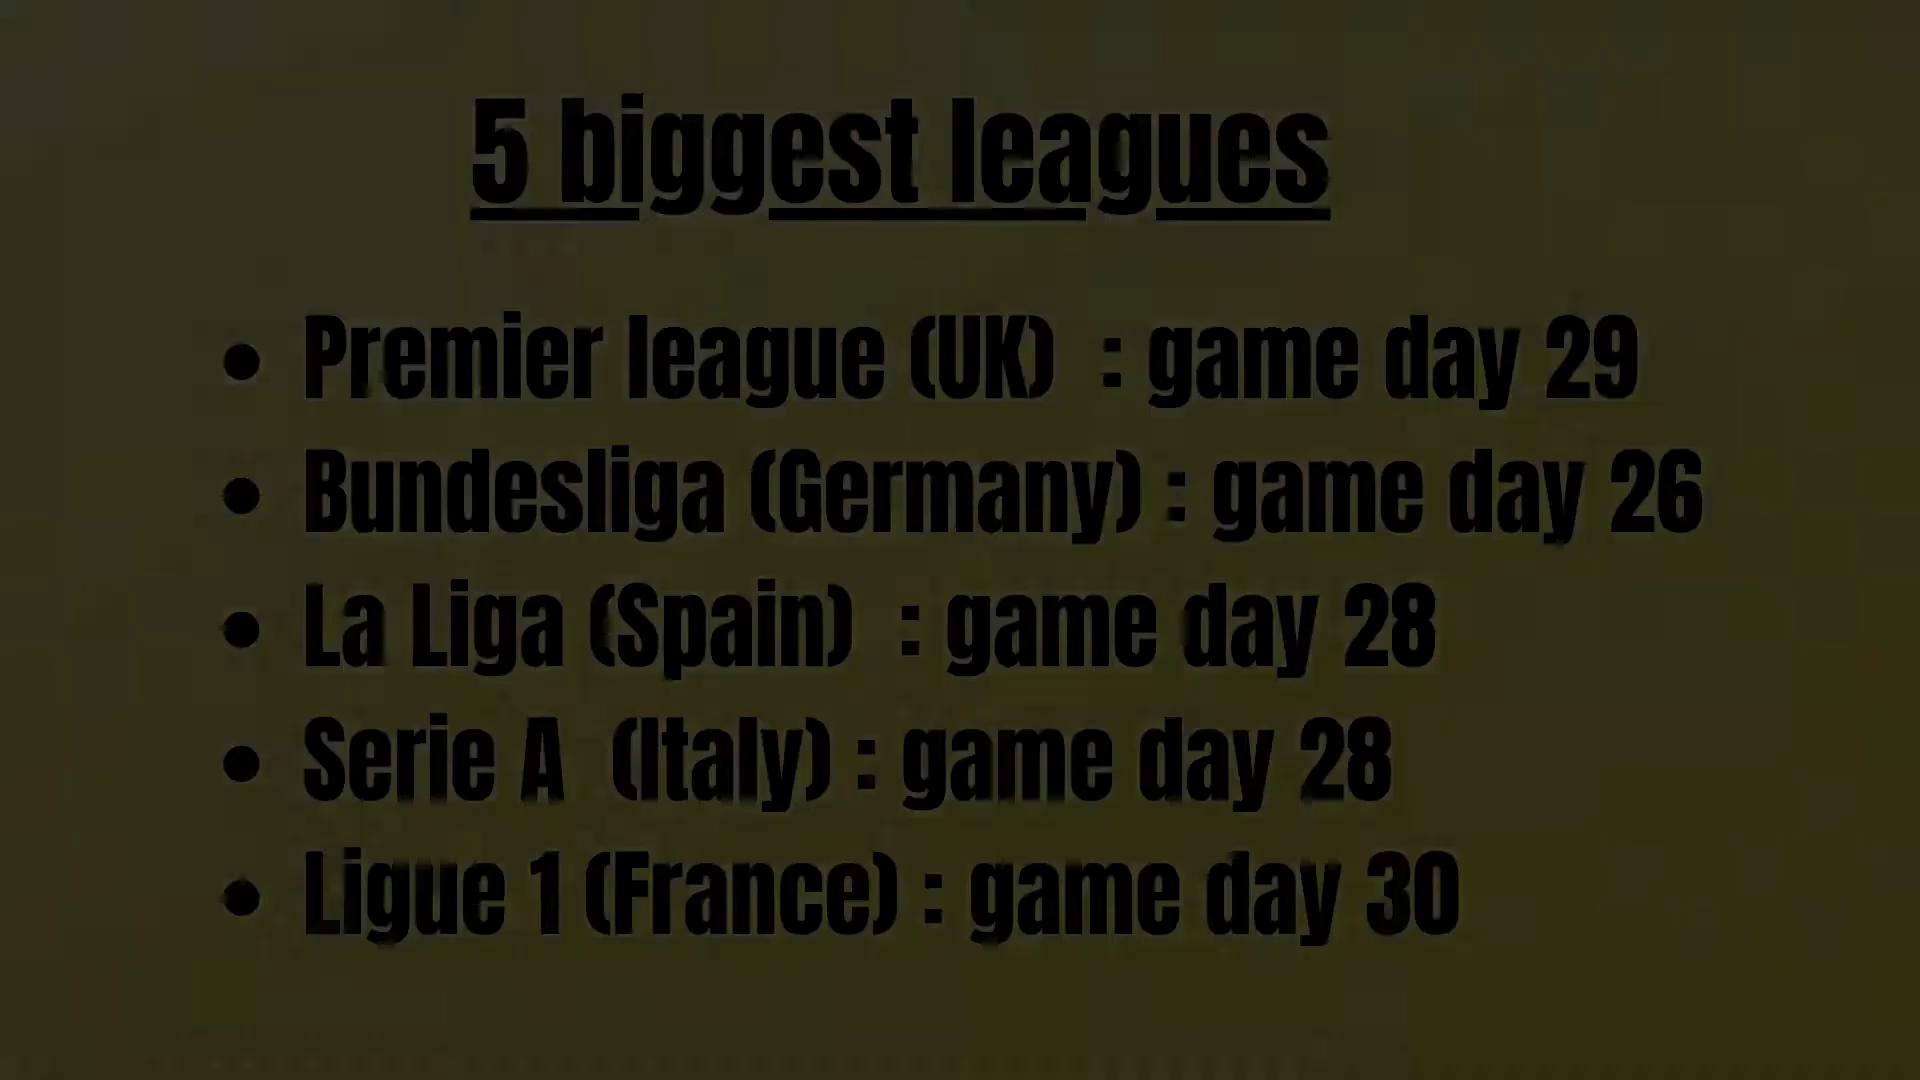 5 biggest leagues
• Premier league (UK)  : game day 29
• Bundesliga (Germany) : game day 26
• La Liga (Spain)  : game day 28
• Serie A  (Italy) : game day 28
• Ligue 1 (France) : game day 30